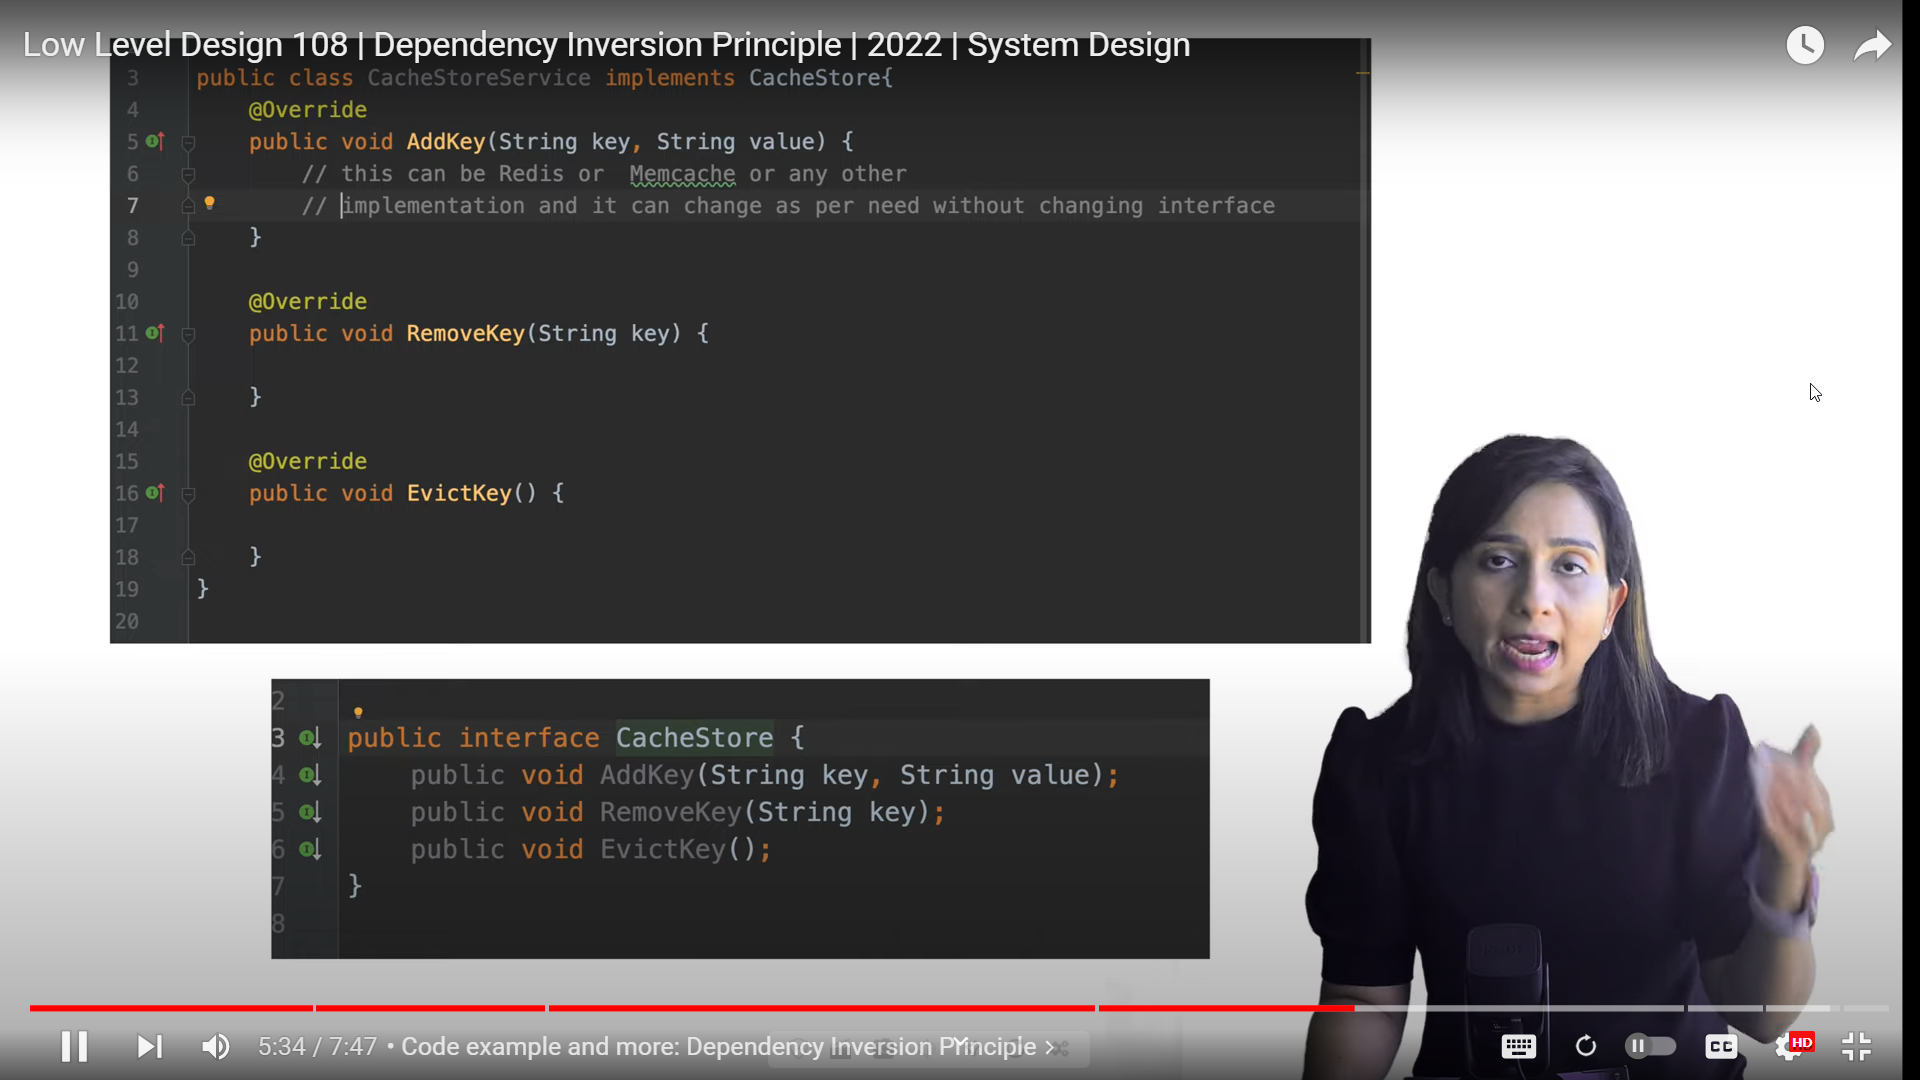 Low Level Design 108 | Dependency Inversion Principle | 2022 | System Design
3 public class CacheStoreService implements CacheStore{
4 @Override
5 public void AddKey(String key, String value) {
6 // this can be Redis or Memcache or any other
7 // implementation and it can change as per need without changing interface
8 }
9
10 @Override
11 public void RemoveKey(String key) {
12
13 }
14
15 @Override
16 public void EvictKey() {
17
18 }
19 }
20
2
3 public interface CacheStore {
4 public void AddKey(String key, String value);
5 public void RemoveKey(String key);
6 public void EvictKey();
7 }
8
5:34 / 7:47 • Code example and more: Dependency Inversion Principle >
CC
HD